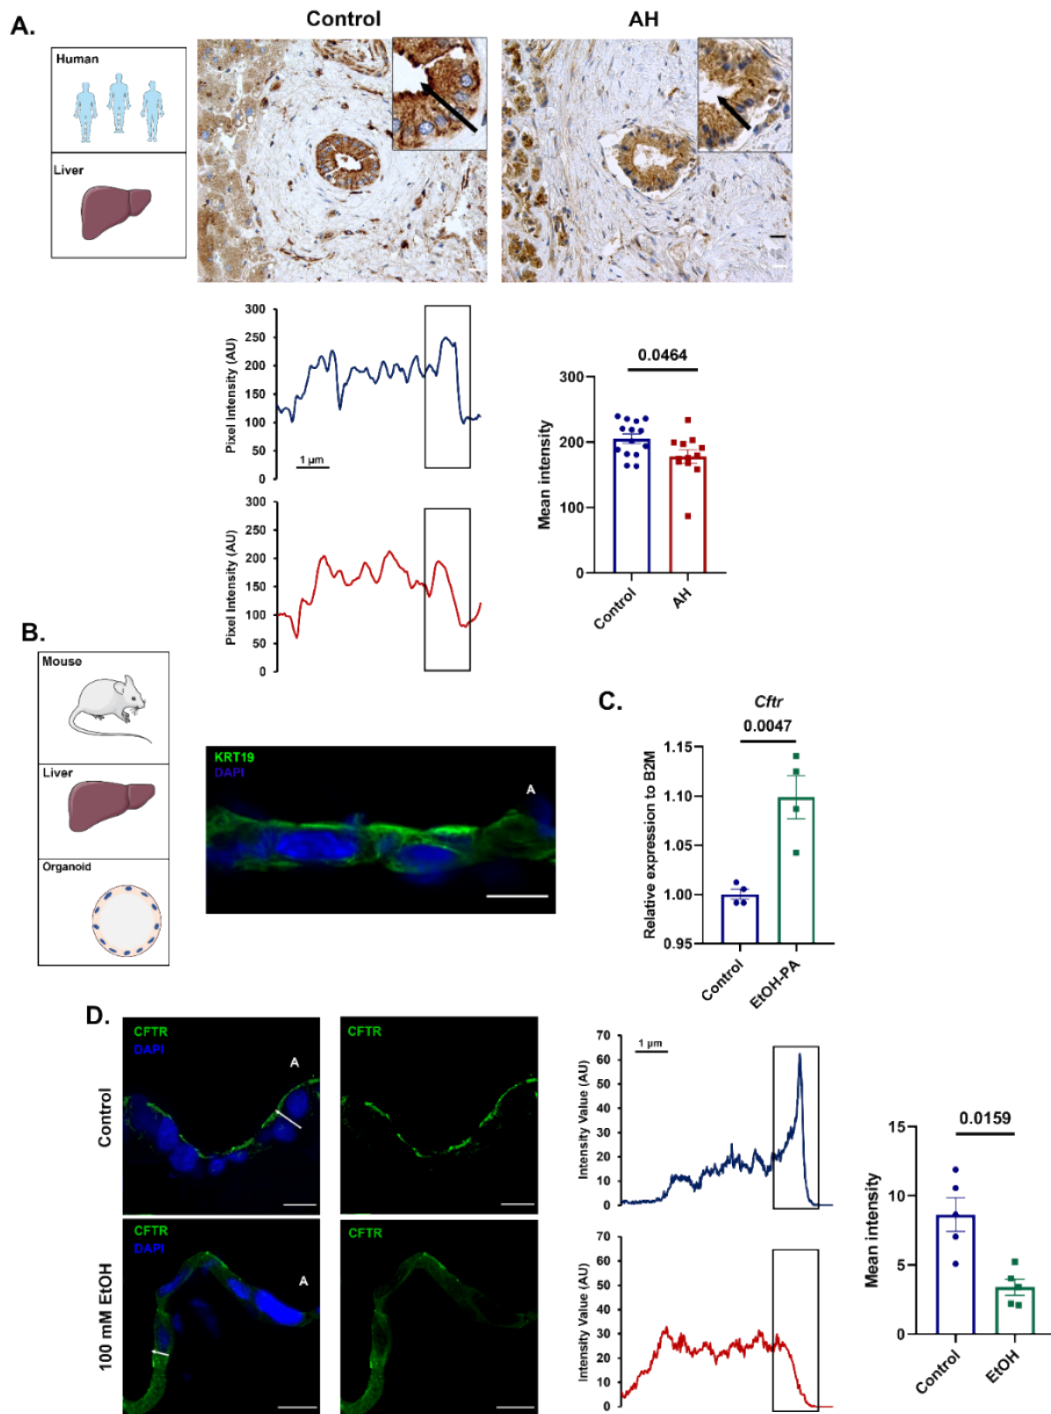 A.
Control
AH
Human
Liver
300
250
200
150
100
50
0
Pixel Intensity (AU)
1 µm
300
250
200
150
100
50
0
Pixel Intensity (AU)
0.0464
300
200
100
0
Mean intensity
Control
AH
B.
Mouse
Liver
Organoid
KRT19
DAPI
A
C.
Cftr
0.0047
1.15
1.10
1.05
1.00
0.95
Relative expression to B2M
Control
EtOH-PA
D.
Control
CFTR
DAPI
A
CFTR
100 mM EtOH
CFTR
DAPI
A
CFTR
70
60
50
40
30
20
10
0
Intensity Value (AU)
1 µm
70
60
50
40
30
20
10
0
Intensity Value (AU)
0.0159
15
10
5
0
Mean intensity
Control
EtOH